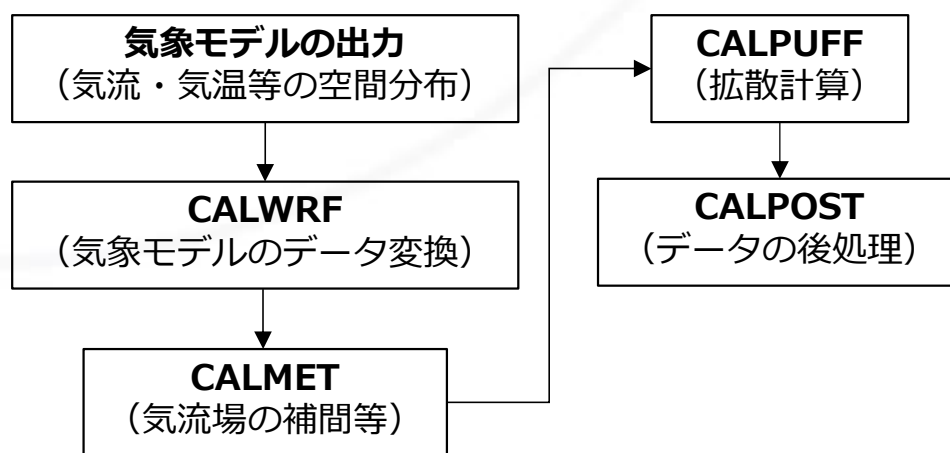 気象モデルの出力
（気流・気温等の空間分布）
CALWRF
（気象モデルのデータ変換）
CALMET
（気流場の補間等）
CALPUFF
（拡散計算）
CALPOST
（データの後処理）